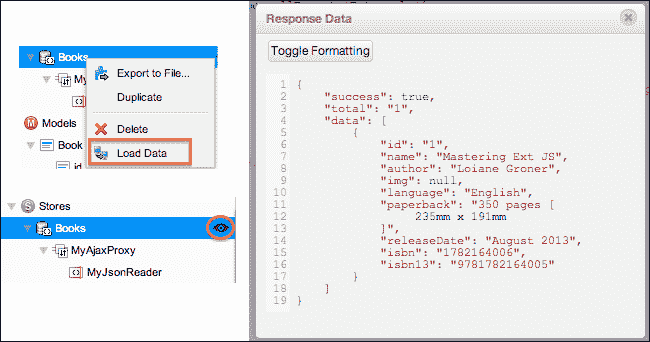 Books
My
Export to File...
Duplicate
Delete
Load Data
M Models
Book
id
S Stores
Books
MyAjaxProxy
MyJsonReader
Response Data
Toggle Formatting
1 {
2 "success": true,
3 "total": "1",
4 "data": [
5 {
6 "id": "1",
7 "name": "Mastering Ext JS",
8 "author": "Loiane Groner",
9 "img": null,
10 "language": "English",
11 "paperback": "350 pages [
12 235mm x 191mm
13 ]",
14 "releaseDate": "August 2013",
15 "isbn": "1782164006",
16 "isbn13": "9781782164005"
17 }
18 ]
19 }